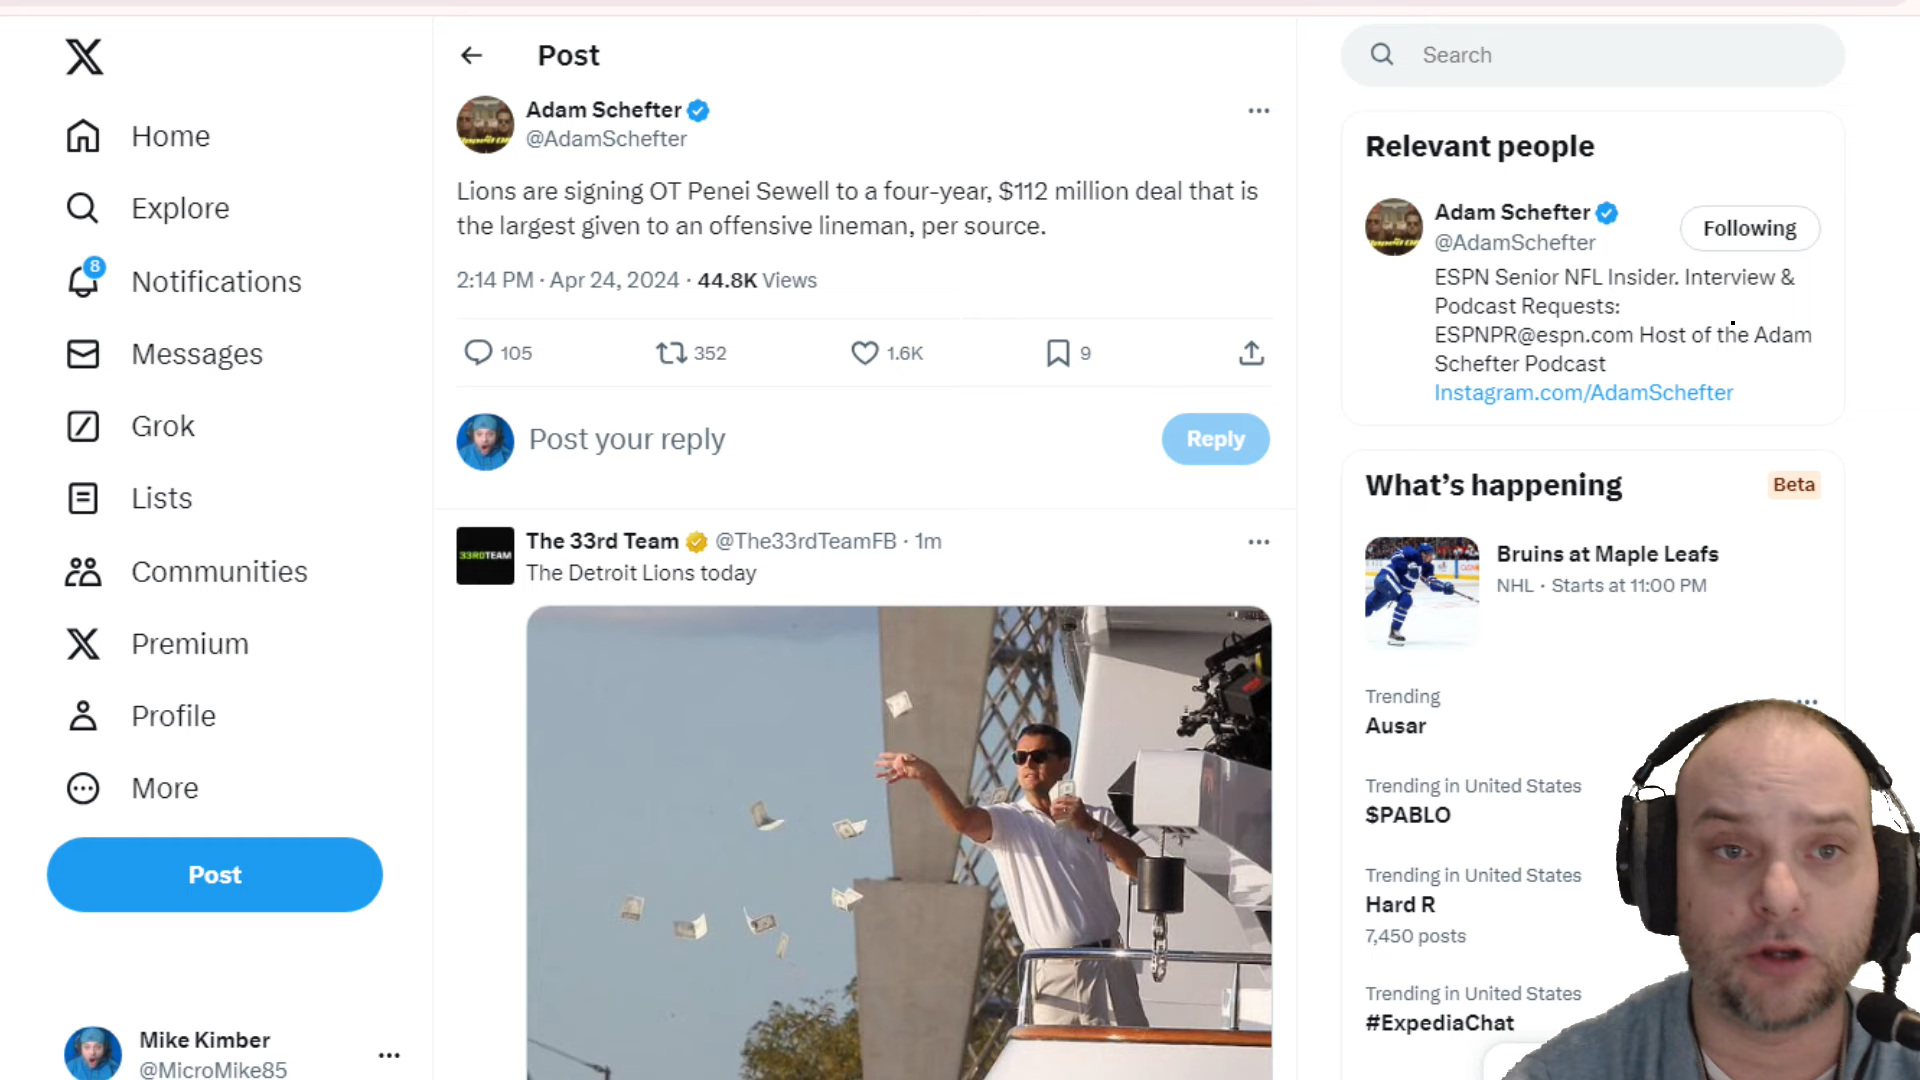 Home
Explore
8
Notifications
Messages
Grok
Lists
Communities
Premium
Profile
More
Post
Mike Kimber
@MicroMike85
Post
Adam Schefter
@AdamSchefter
Lions are signing OT Penei Sewell to a four-year, $112 million deal that is
the largest given to an offensive lineman, per source.
2:14 PM · Apr 24, 2024 · 44.8K Views
105 352 1.6K 9
Post your reply
Reply
33RDTEAM
The 33rd Team @The33rdTeamFB · 1m
The Detroit Lions today
Search
Relevant people
Adam Schefter
@AdamSchefter
Following
ESPN Senior NFL Insider. Interview &
Podcast Requests:
ESPNPR@espn.com Host of the Adam
Schefter Podcast
Instagram.com/AdamSchefter
What’s happening
Beta
Bruins at Maple Leafs
NHL · Starts at 11:00 PM
Trending
Ausar
Trending in United States
$PABLO
Trending in United States
Hard R
7,450 posts
Trending in United States
#ExpediaChat